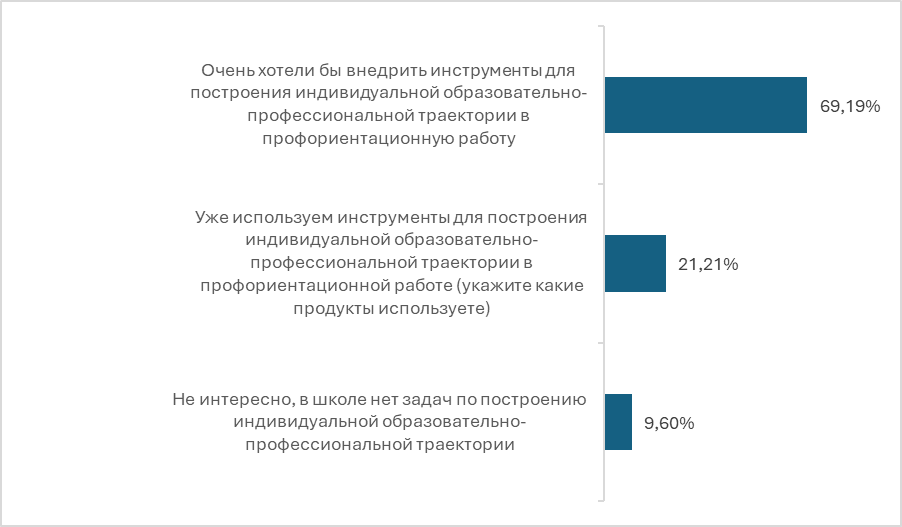 Очень хотели бы внедрить инструменты для
построения индивидуальной образовательно-
профессиональной траектории в
профориентационную работу
69,19%
Уже используем инструменты для построения
индивидуальной образовательно-
профессиональной траектории в
профориентационной работе (укажите какие
продукты используете)
21,21%
Не интересно, в школе нет задач по построению
индивидуальной образовательно-
профессиональной траектории
9,60%